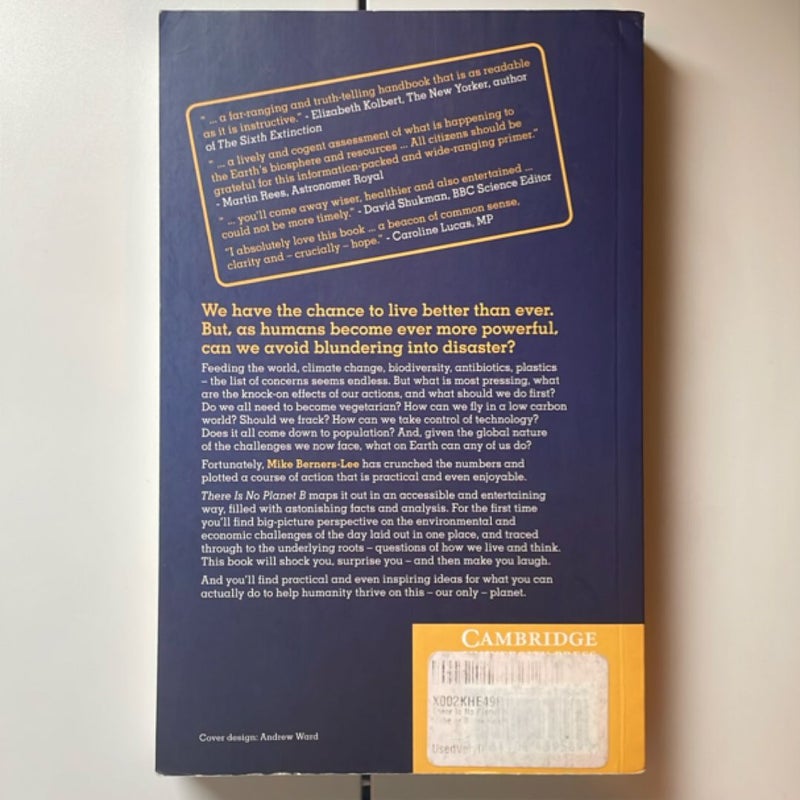 " ... a far-ranging and truth-telling handbook that is as readable
as it is instructive." - Elizabeth Kolbert, The New Yorker, author
of The Sixth Extinction
" ... a lively and cogent assessment of what is happening to
the Earth's biosphere and resources ... All citizens should be
grateful for this information-packed and wide-ranging primer."
- Martin Rees, Astronomer Royal
" ... you'll come away wiser, healthier and also entertained ...
could not be more timely." - David Shukman, BBC Science Editor
"I absolutely love this book ... a beacon of common sense,
clarity and – crucially – hope." - Caroline Lucas, MP
We have the chance to live better than ever.
But, as humans become ever more powerful,
can we avoid blundering into disaster?
Feeding the world, climate change, biodiversity, antibiotics, plastics
– the list of concerns seems endless. But what is most pressing, what
are the knock-on effects of our actions, and what should we do first?
Do we all need to become vegetarian? How can we fly in a low carbon
world? Should we frack? How can we take control of technology?
Does it all come down to population? And, given the global nature
of the challenges we now face, what on Earth can any of us do?
Fortunately, Mike Berners-Lee has crunched the numbers and
plotted a course of action that is practical and even enjoyable.
There Is No Planet B maps it out in an accessible and entertaining
way, filled with astonishing facts and analysis. For the first time
you'll find big-picture perspective on the environmental and
economic challenges of the day laid out in one place, and traced
through to the underlying roots – questions of how we live and think.
This book will shock you, surprise you – and then make you laugh.
And you'll find practical and even inspiring ideas for what you can
actually do to help humanity thrive on this – our only – planet.
CAMBRIDGE
Cover design: Andrew Ward